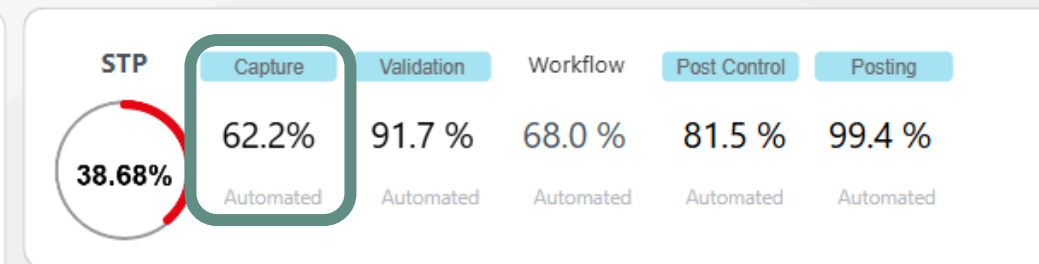 STP Capture Validation Workflow Post Control Posting
38.68% 62.2% 91.7 % 68.0 % 81.5 % 99.4 %
Automated Automated Automated Automated Automated